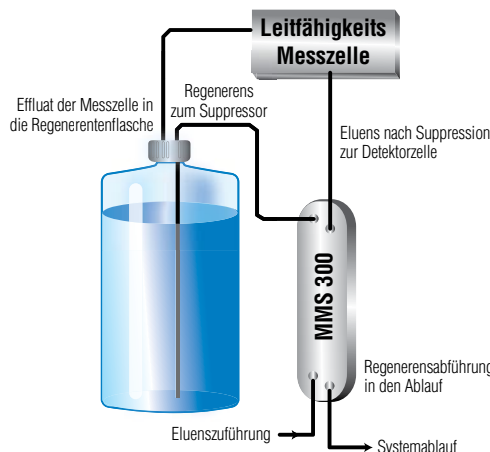 Leitfähigkeits
Messzelle
Effluat der Messzelle in
die Regenerentenflasche
Regenerens
zum Suppressor
Eluens nach Suppression
zur Detektorzelle
MMS 300
Regenerensabführung
in den Ablauf
Eluenszuführung
Systemablauf